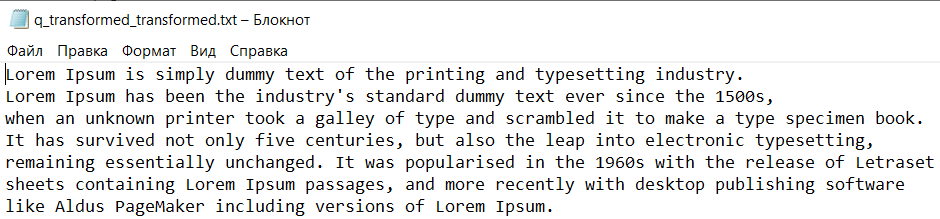 q_transformed_transformed.txt – Блокнот
Файл Правка Формат Вид Справка
Lorem Ipsum is simply dummy text of the printing and typesetting industry.
Lorem Ipsum has been the industry's standard dummy text ever since the 1500s,
when an unknown printer took a galley of type and scrambled it to make a type specimen book.
It has survived not only five centuries, but also the leap into electronic typesetting,
remaining essentially unchanged. It was popularised in the 1960s with the release of Letraset
sheets containing Lorem Ipsum passages, and more recently with desktop publishing software
like Aldus PageMaker including versions of Lorem Ipsum.